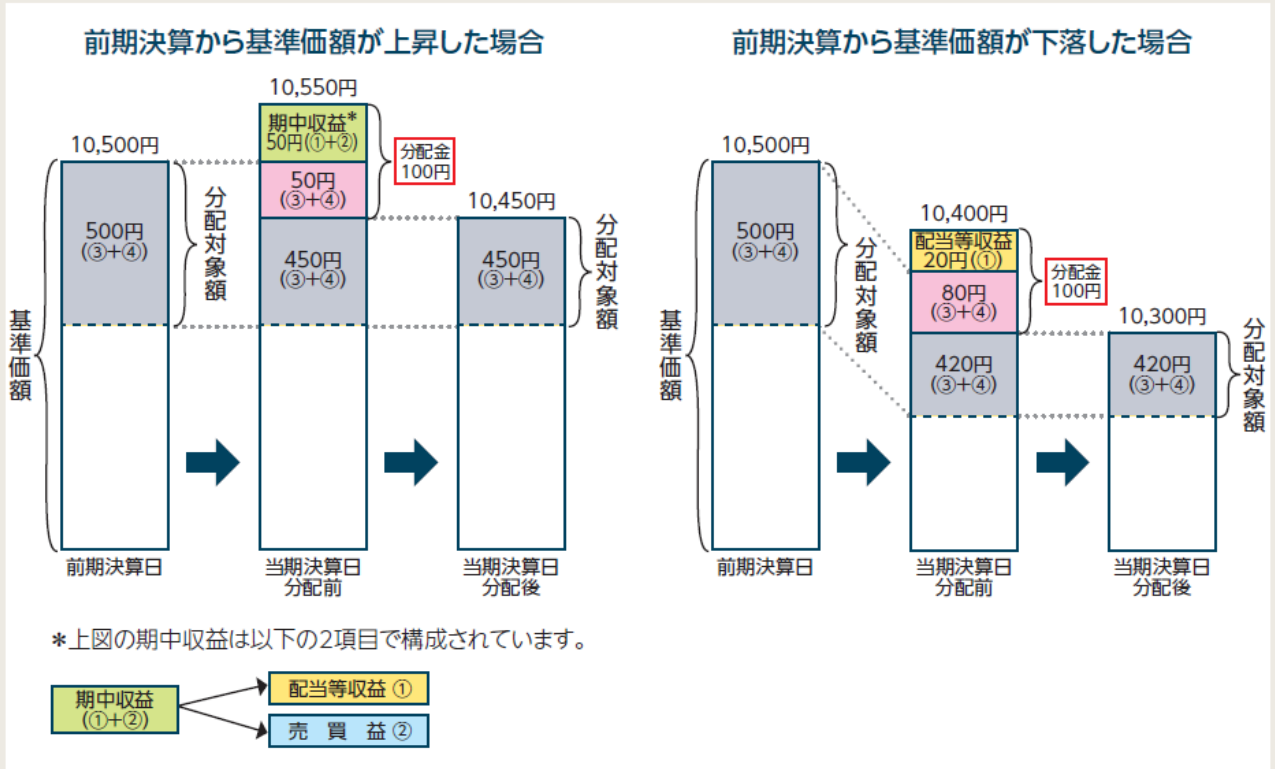 前期決算から基準価額が上昇した場合
10,500円
500円
(③+④)
分配対象額
基準価額
前期決算日
10,550円
期中収益*
50円(①+②)
50円
(③+④)
450円
(③+④)
分配金
100円
当期決算日
分配前
10,450円
450円
(③+④)
分配対象額
当期決算日
分配後
前期決算から基準価額が下落した場合
10,500円
500円
(③+④)
分配対象額
基準価額
前期決算日
10,400円
配当等収益
20円(①)
80円
(③+④)
420円
(③+④)
分配金
100円
当期決算日
分配前
10,300円
420円
(③+④)
分配対象額
当期決算日
分配後
*上図の期中収益は以下の2項目で構成されています。
期中収益
(①+②)
配当等収益 ①
売 買 益 ②